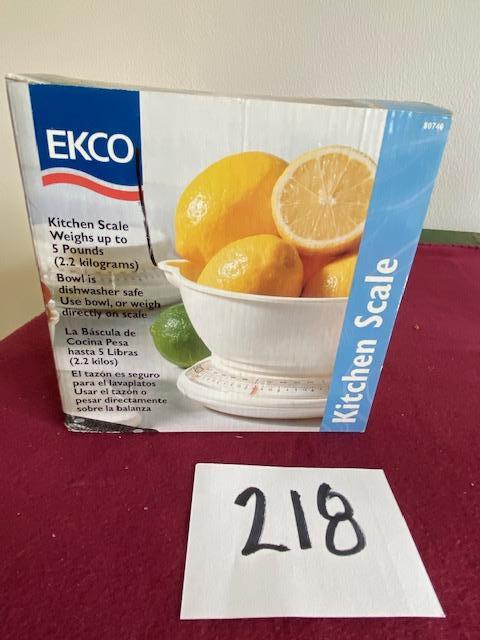 EKCO
80740
Kitchen Scale
Weighs up to
5 Pounds
(2.2 kilograms)
Bowl is
dishwasher safe
Use bowl, or weigh
directly on scale
La Báscula de
Cocina Pesa
hasta 5 Libras
(2.2 kilos)
El tazón es seguro
para el lavaplatos
Usar el tazón o
pesar directamente
sobre la balanza
Kitchen Scale
218